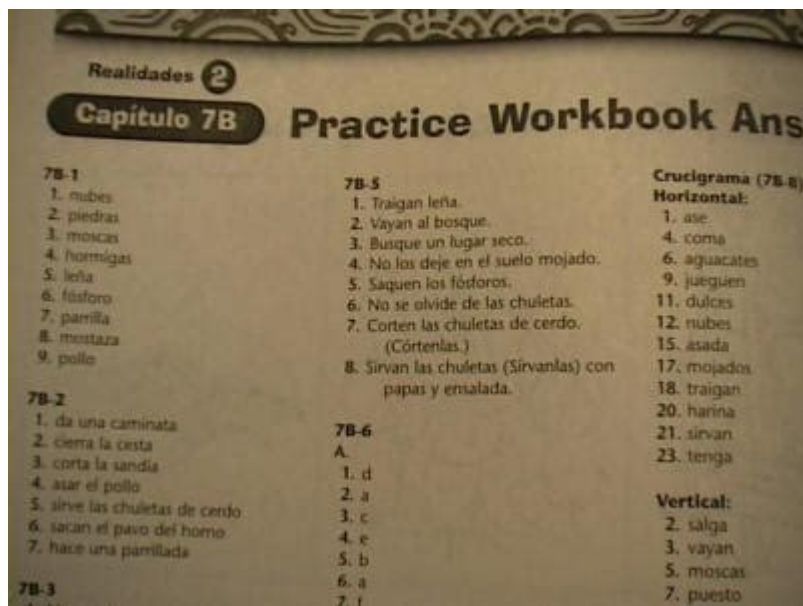 Realidades 2
Capítulo 7B
Practice Workbook Ans
7B-1
1. nubes
2. piedras
3. moscas
4. hormigas
5. leña
6. fósforo
7. parrilla
8. mostaza
9. pollo
7B-2
1. da una caminata
2. cierra la cesta
3. corta la sandía
4. asar el pollo
5. sirve las chuletas de cerdo
6. sacan el pavo del horno
7. hace una parrillada
7B-3
7B-5
1. Traigan leña.
2. Vayan al bosque.
3. Busque un lugar seco.
4. No los deje en el suelo mojado.
5. Saquen los fósforos.
6. No se olvide de las chuletas.
7. Corten las chuletas de cerdo.
(Córtenlas.)
8. Sirvan las chuletas (Sírvanlas) con
papas y ensalada.
7B-6
A.
1. d
2. a
3. c
4. e
5. b
6. a
7. f
Crucigrama (7B-8)
Horizontal:
1. ase
4. coma
6. aguacates
9. jueguen
11. dulces
12. nubes
15. asada
17. mojados
18. traigan
20. harina
21. sirvan
23. tenga
Vertical:
2. salga
3. vayan
5. moscas
7. puesto